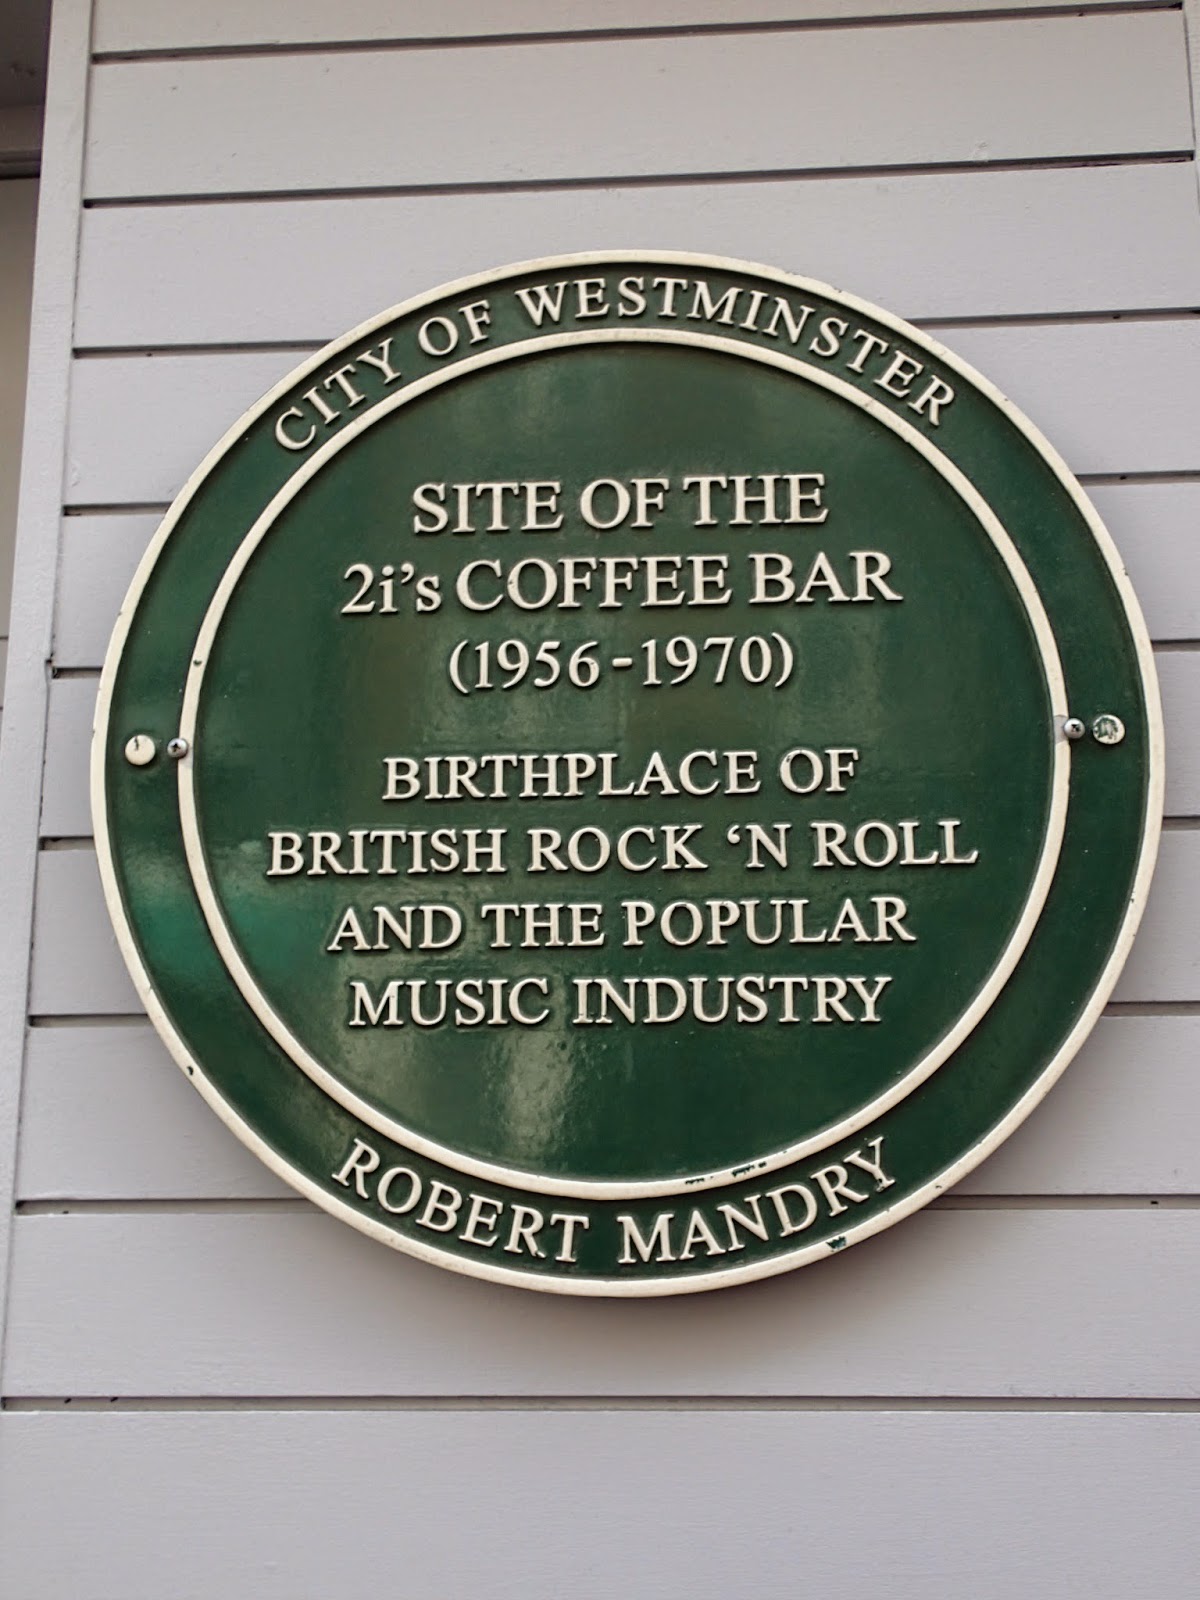 CITY OF WESTMINSTER
SITE OF THE
2i’s COFFEE BAR
(1956-1970)
BIRTHPLACE OF
BRITISH ROCK ‘N ROLL
AND THE POPULAR
MUSIC INDUSTRY
ROBERT MANDRY